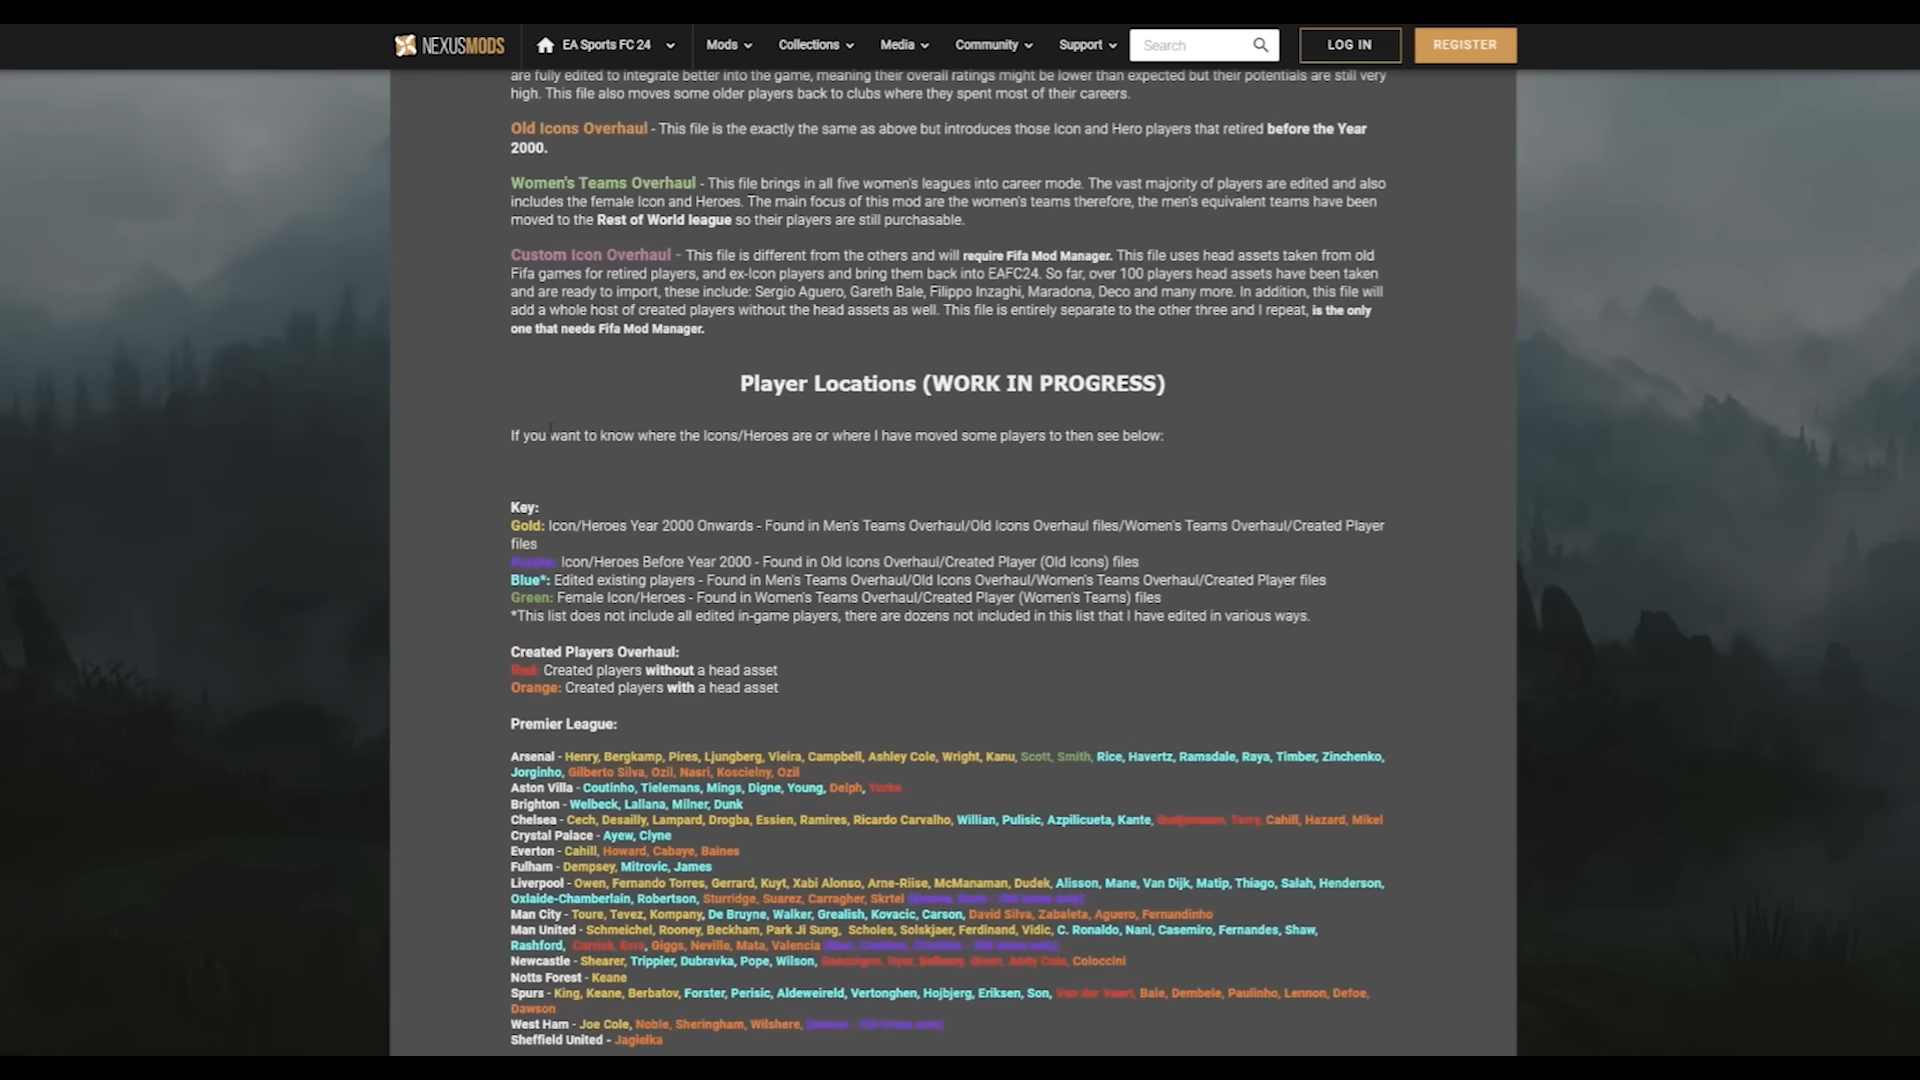 NEXUSMODS EA Sports FC 24 Mods Collections Media Community Support Search LOG IN REGISTER
are fully edited to integrate better into the game, meaning their overall ratings might be lower than expected but their potentials are still very
high. This file also moves some older players back to clubs where they spent most of their careers.
Old Icons Overhaul - This file is the exactly the same as above but introduces those Icon and Hero players that retired before the Year
2000.
Women's Teams Overhaul - This file brings in all five women's leagues into career mode. The vast majority of players are edited and also
includes the female Icon and Heroes. The main focus of this mod are the women's teams therefore, the men's equivalent teams have been
moved to the Rest of World league so their players are still purchasable.
Custom Icon Overhaul - This file is different from the others and will require Fifa Mod Manager. This file uses head assets taken from old
Fifa games for retired players, and ex-Icon players and bring them back into EAFC24. So far, over 100 players head assets have been taken
and are ready to import, these include: Sergio Aguero, Gareth Bale, Filippo Inzaghi, Maradona, Deco and many more. In addition, this file will
add a whole host of created players without the head assets as well. This file is entirely separate to the other three and I repeat, is the only
one that needs Fifa Mod Manager.
Player Locations (WORK IN PROGRESS)
If you want to know where the Icons/Heroes are or where I have moved some players to then see below:
Key:
Gold: Icon/Heroes Year 2000 Onwards - Found in Men's Teams Overhaul/Old Icons Overhaul files/Women's Teams Overhaul/Created Player
files
Icon/Heroes Before Year 2000 - Found in Old Icons Overhaul/Created Player (Old Icons) files
Blue*: Edited existing players - Found in Men's Teams Overhaul/Old Icons Overhaul/Women's Teams Overhaul/Created Player files
Green: Female Icon/Heroes - Found in Women's Teams Overhaul/Created Player (Women's Teams) files
*This list does not include all edited in-game players, there are dozens not included in this list that I have edited in various ways.
Created Players Overhaul:
Red: Created players without a head asset
Orange: Created players with a head asset
Premier League:
Arsenal - Henry, Bergkamp, Pires, Ljungberg, Vieira, Campbell, Ashley Cole, Wright, Kanu, Scott, Smith, Rice, Havertz, Ramsdale, Raya, Timber, Zinchenko,
Jorginho, Gilberto Silva, Ozil, Nasri, Koscielny, Ozil
Aston Villa - Coutinho, Tielemans, Mings, Digne, Young, Delph,
Brighton - Welbeck, Lallana, Milner, Dunk
Chelsea - Cech, Desailly, Lampard, Drogba, Essien, Ramires, Ricardo Carvalho, Willian, Pulisic, Azpilicueta, Kante, Terry, Cahill, Hazard, Mikel
Crystal Palace - Ayew, Clyne
Everton - Cahill, Howard, Cabaye, Baines
Fulham - Dempsey, Mitrovic, James
Liverpool - Owen, Fernando Torres, Gerrard, Kuyt, Xabi Alonso, Arne-Riise, McManaman, Dudek, Alisson, Mane, Van Dijk, Matip, Thiago, Salah, Henderson,
Oxlaide-Chamberlain, Robertson, Sturridge, Suarez, Carragher, Skrtel
Man City - Toure, Tevez, Kompany, De Bruyne, Walker, Grealish, Kovacic, Carson, David Silva, Zabaleta, Aguero, Fernandinho
Man United - Schmeichel, Rooney, Beckham, Park Ji Sung, Scholes, Solskjaer, Ferdinand, Vidic, C. Ronaldo, Nani, Casemiro, Fernandes, Shaw,
Rashford, Giggs, Neville, Mata, Valencia
Newcastle - Shearer, Trippier, Dubravka, Pope, Wilson, Coloccini
Notts Forest - Keane
Spurs - King, Keane, Berbatov, Forster, Perisic, Aldeweireld, Vertonghen, Hojbjerg, Eriksen, Son, Bale, Dembele, Paulinho, Lennon, Defoe,
Dawson
West Ham - Joe Cole, Noble, Sheringham, Wilshere,
Sheffield United - Jagielka